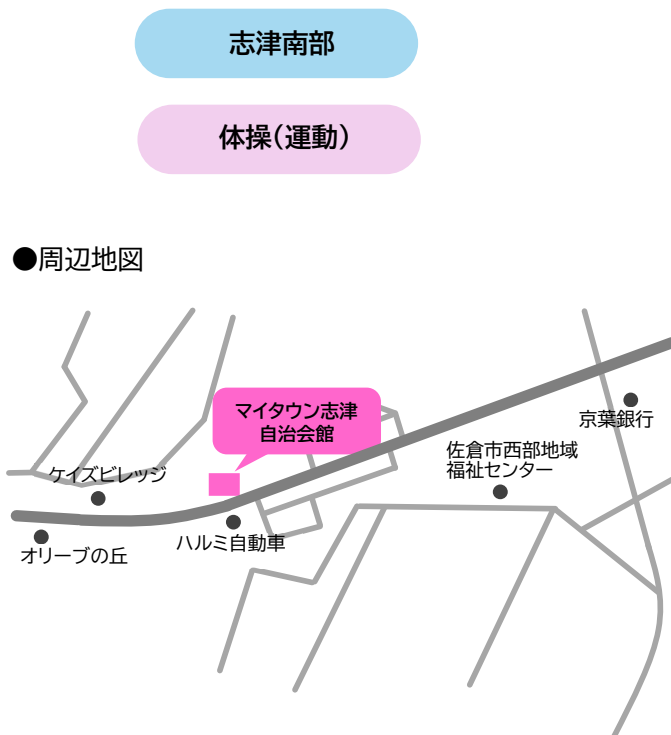 志津南部
体操(運動)
●周辺地図
マイタウン志津
自治会館
京葉銀行
佐倉市西部地域
福祉センター
ケイズビレッジ
ハルミ自動車
オリーブの丘